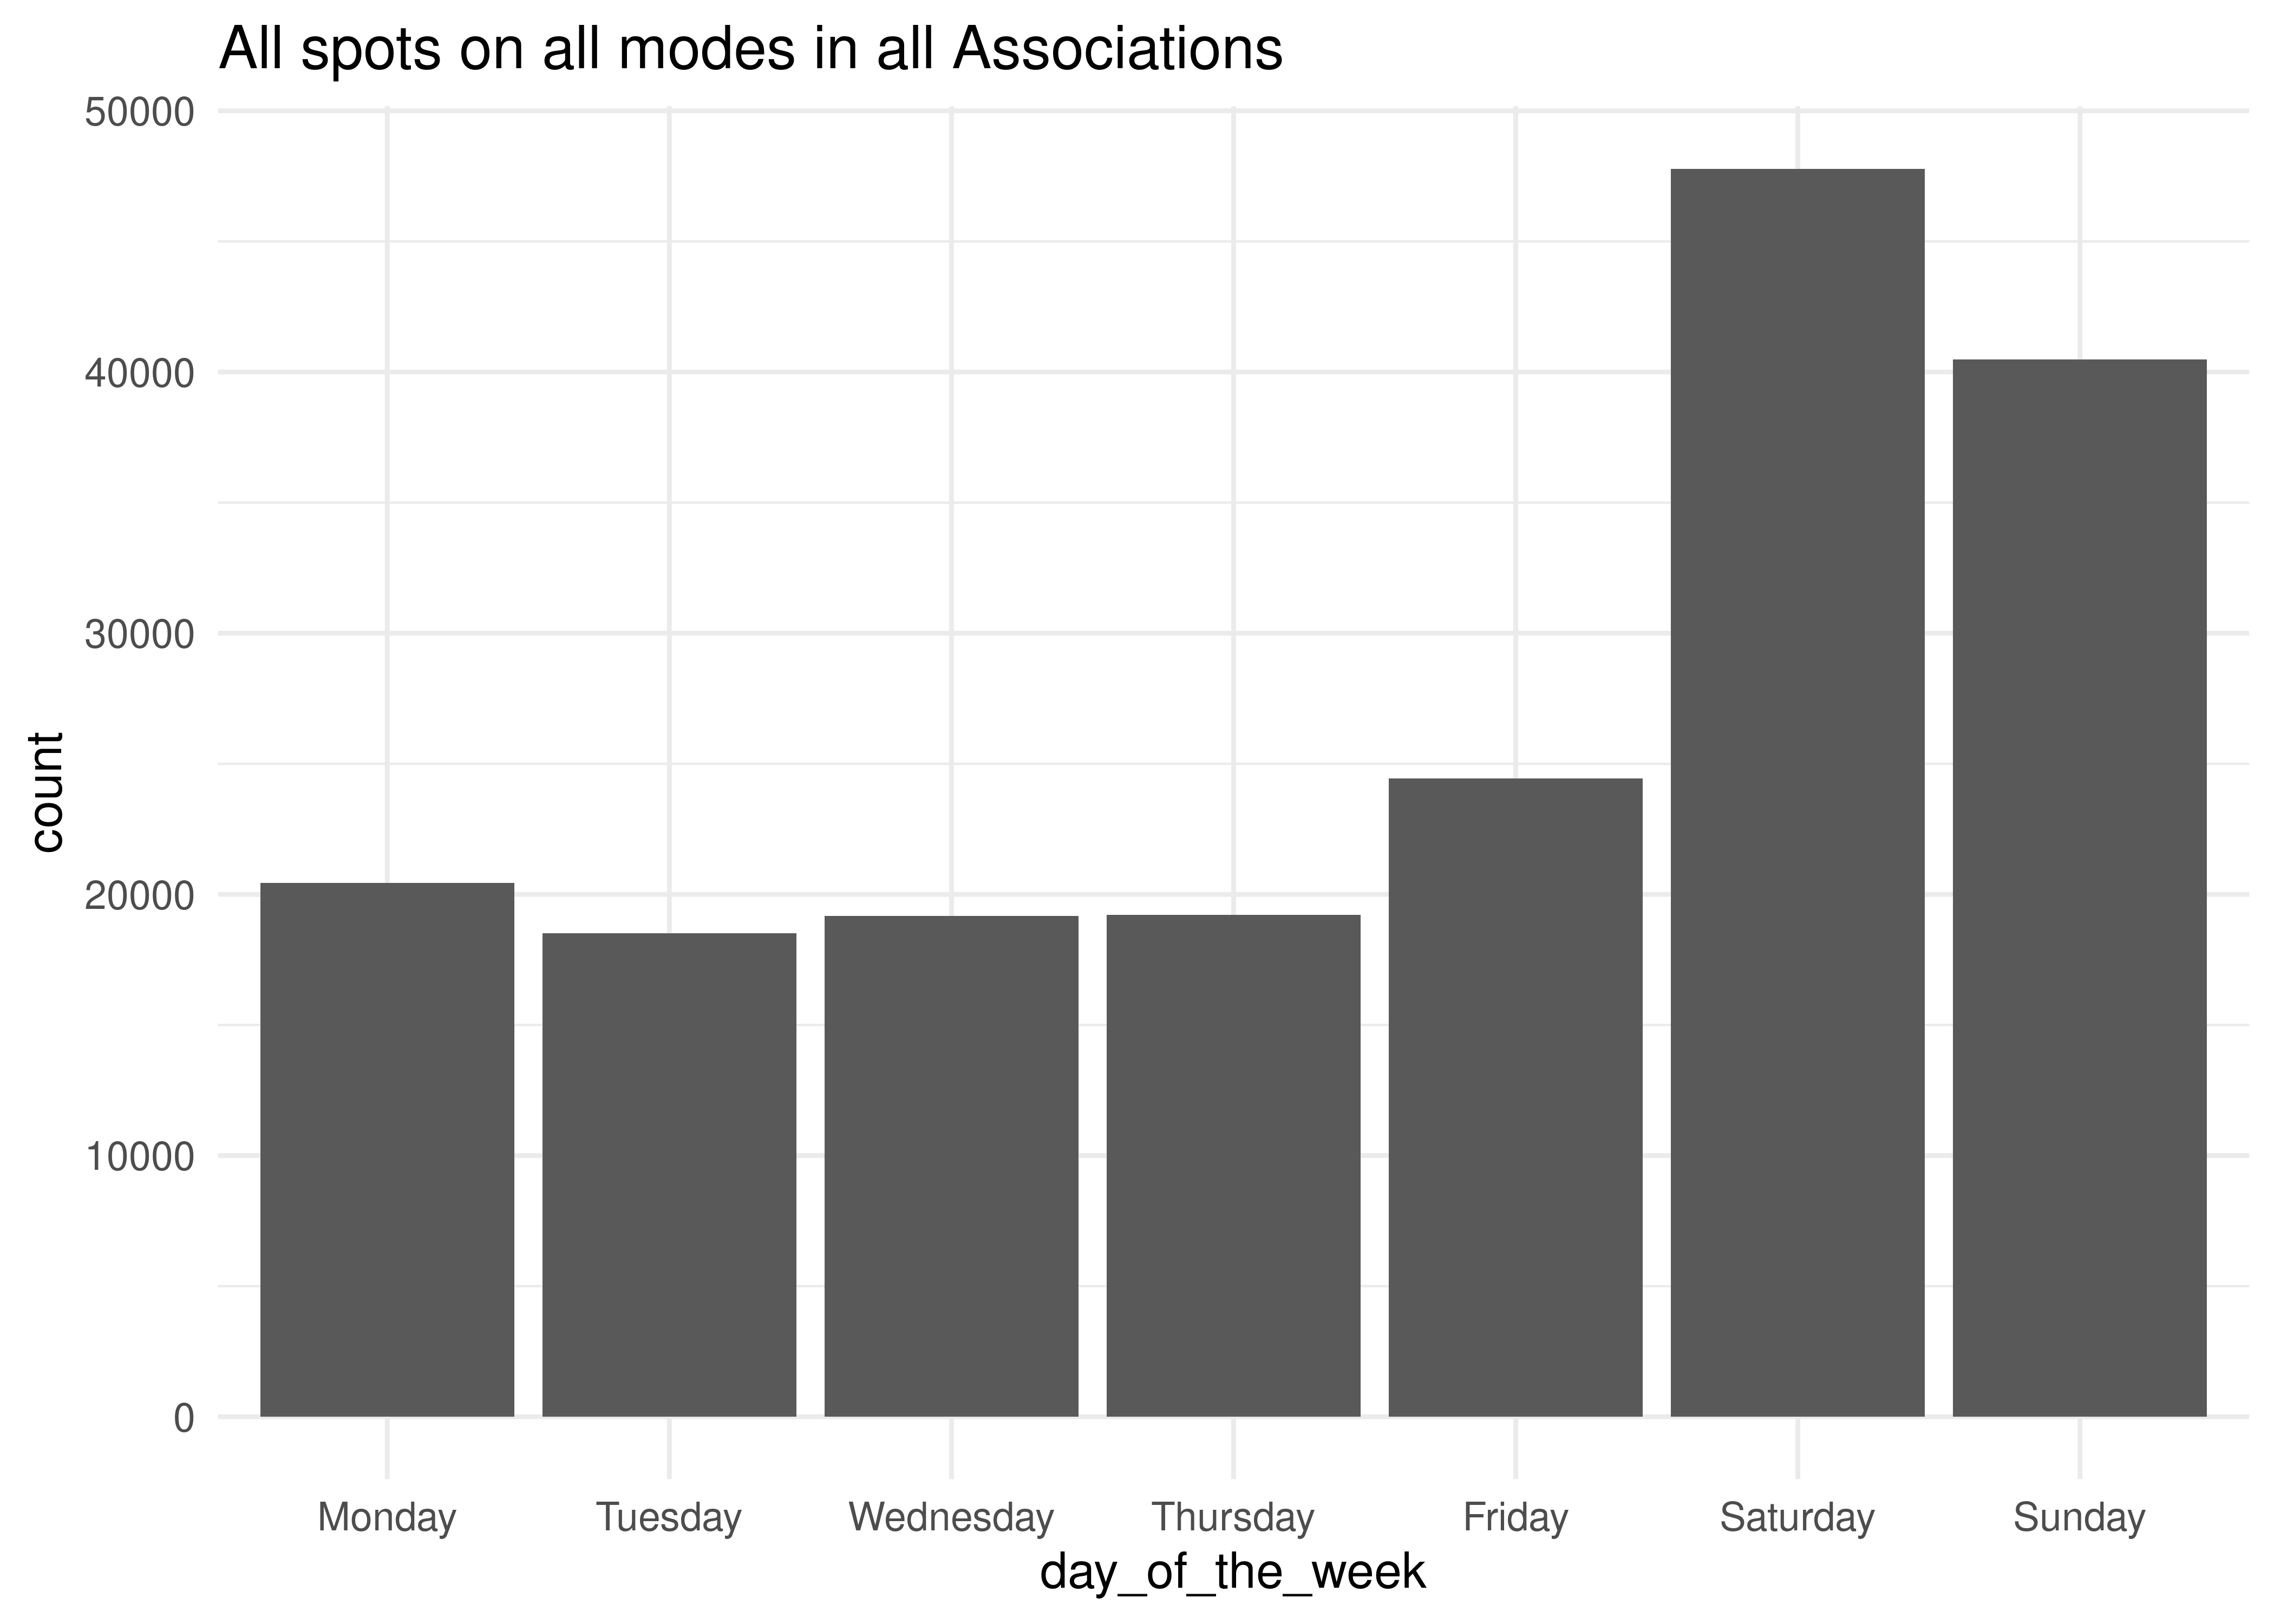 All spots on all modes in all Associations
50000
40000
30000
20000
10000
0
count
Monday Tuesday Wednesday Thursday Friday Saturday Sunday
day_of_the_week